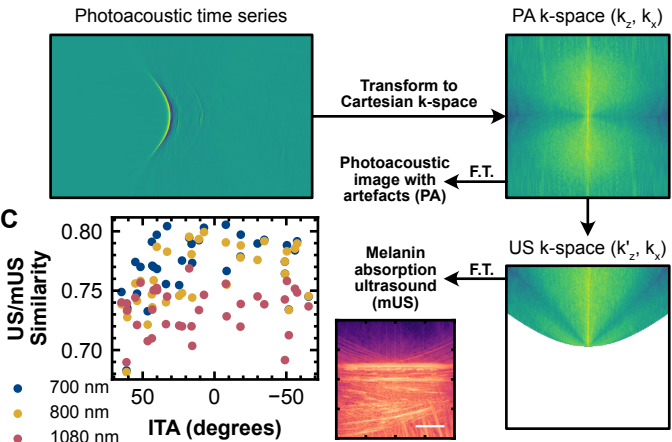 Photoacoustic time series
PA k-space (k_z, k_x)
Transform to
Cartesian k-space
Photoacoustic
image with
artefacts (PA)
F.T.
US k-space (k'_z, k_x)
F.T.
Melanin
absorption
ultrasound
(mUS)
C
US/mUS
Similarity
0.80
0.75
0.70
50
0
−50
ITA (degrees)
700 nm
800 nm
1080 nm